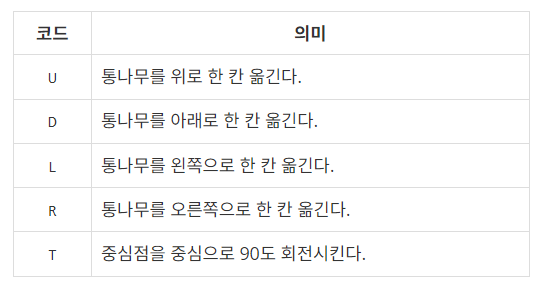 코드 의미
U 통나무를 위로 한 칸 옮긴다.
D 통나무를 아래로 한 칸 옮긴다.
L 통나무를 왼쪽으로 한 칸 옮긴다.
R 통나무를 오른쪽으로 한 칸 옮긴다.
T 중심점을 중심으로 90도 회전시킨다.